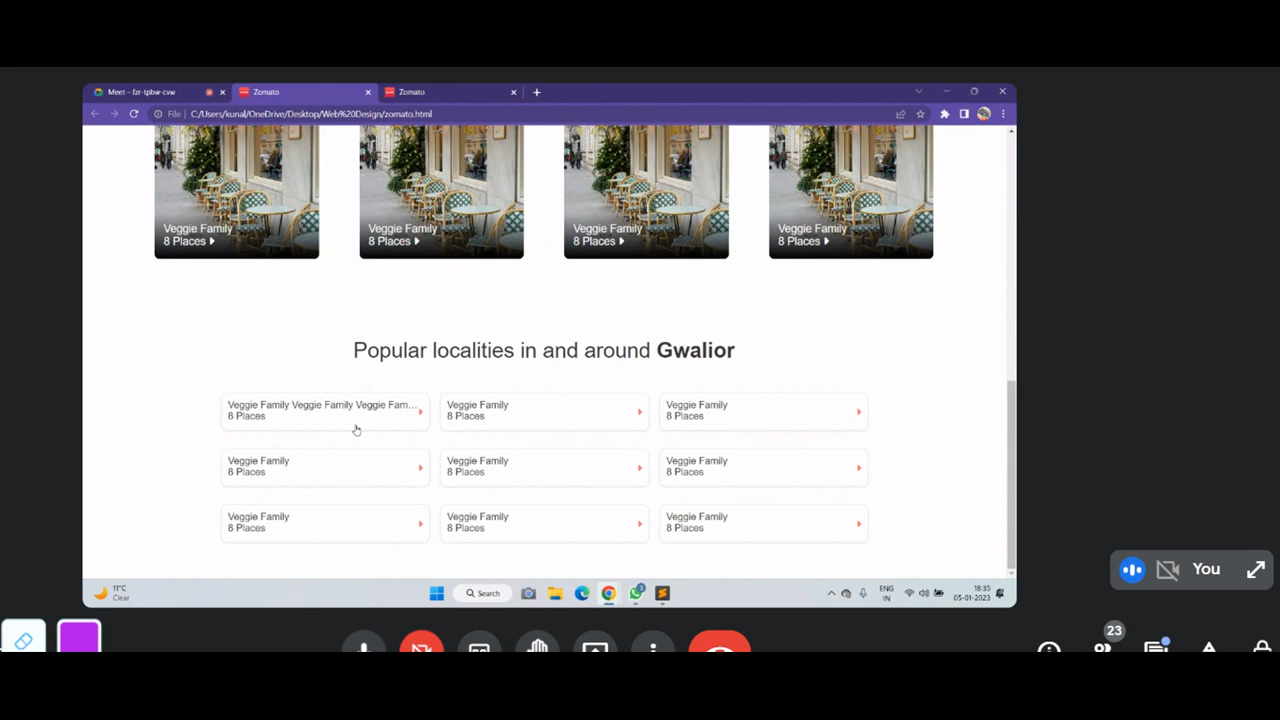 Meet – fzr-tpbw-cvw
Zomato
Zomato
File
C:/Users/kunal/OneDrive/Desktop/Web%20Design/zomato.html
Veggie Family
8 Places
Veggie Family
8 Places
Veggie Family
8 Places
Veggie Family
8 Places
Popular localities in and around Gwalior
Veggie Family Veggie Family Veggie Fam...
8 Places
Veggie Family
8 Places
Veggie Family
8 Places
Veggie Family
8 Places
Veggie Family
8 Places
Veggie Family
8 Places
Veggie Family
8 Places
Veggie Family
8 Places
Veggie Family
8 Places
You
11°C
Clear
Search
ENG
IN
18:35
05-01-2023
23